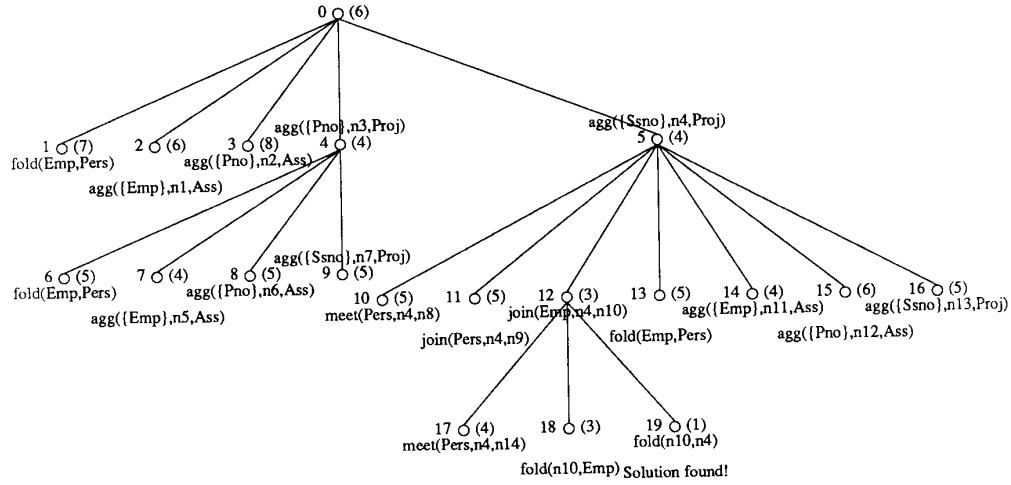 0 (6)
agg({Pno},n3,Proj)
agg({Ssno},n4,Proj)
1 (7)
2 (6)
3 (8)
4 (4)
5 (4)
fold(Emp,Pers)
agg({Pno},n2,Ass)
agg({Emp},n1,Ass)
agg({Ssno},n7,Proj)
6 (5)
7 (4)
8 (5)
9 (5)
fold(Emp,Pers)
agg({Pno},n6,Ass)
agg({Emp},n5,Ass)
10 (5)
11 (5)
12 (3)
13 (5)
14 (4)
15 (6)
16 (5)
meet(Pers,n4,n8)
join(Emp,n4,n10)
agg({Emp},n11,Ass)
agg({Ssno},n13,Proj)
join(Pers,n4,n9)
fold(Emp,Pers)
agg({Pno},n12,Ass)
17 (4)
18 (3)
19 (1)
meet(Pers,n4,n14)
fold(n10,n4)
fold(n10,Emp)
Solution found!